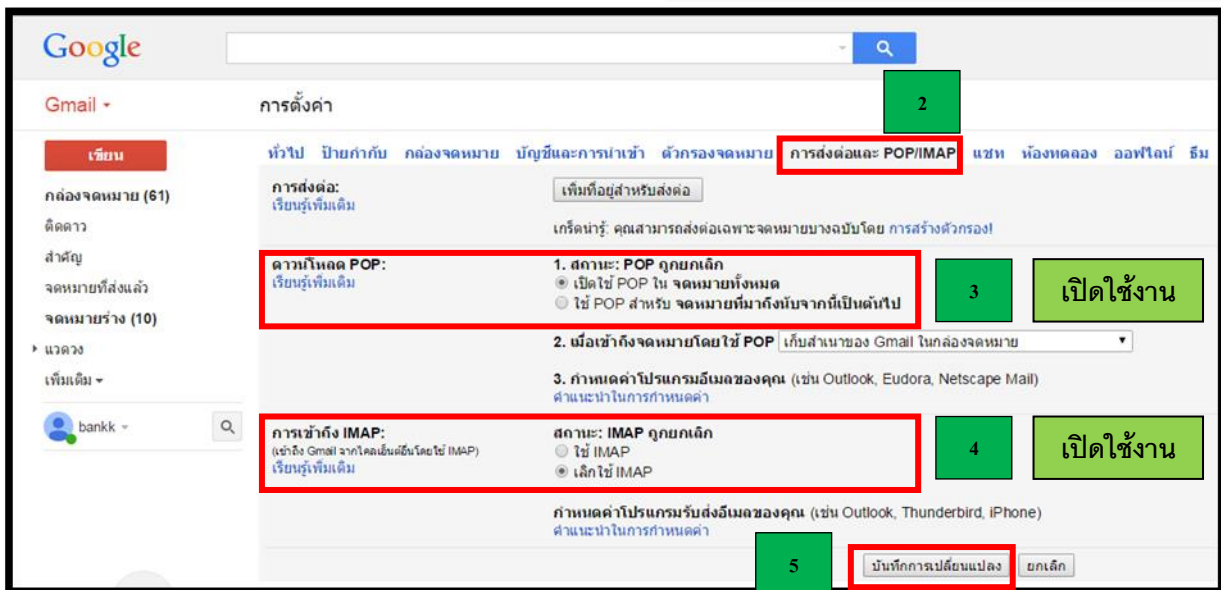 Google
Gmail
การตั้งค่า
2
เขียน
ทั่วไป ป้ายกำกับ กล่องจดหมาย บัญชีและการนำเข้า ตัวกรองจดหมาย การส่งต่อและ POP/IMAP แชท ห้องทดลอง ออฟไลน์ ธีม
กล่องจดหมาย (61)
ติดดาว
สำคัญ
จดหมายที่ส่งแล้ว
จดหมายร่าง (10)
แวดวง
เพิ่มเติม
bankk
การส่งต่อ:
เรียนรู้เพิ่มเติม
เพิ่มที่อยู่สำหรับส่งต่อ
เกร็ดน่ารู้: คุณสามารถส่งต่อเฉพาะจดหมายบางฉบับโดย การสร้างตัวกรอง!
ดาวน์โหลด POP:
เรียนรู้เพิ่มเติม
1. สถานะ: POP ถูกยกเลิก
เปิดใช้ POP ใน จดหมายทั้งหมด
ใช้ POP สำหรับ จดหมายที่มาถึงนับจากนี้เป็นต้นไป
3
เปิดใช้งาน
2. เมื่อเข้าถึงจดหมายโดยใช้ POP เก็บสำเนาของ Gmail ในกล่องจดหมาย
3. กำหนดค่าโปรแกรมอีเมลของคุณ (เช่น Outlook, Eudora, Netscape Mail)
คำแนะนำในการกำหนดค่า
การเข้าถึง IMAP:
(เข้าถึง Gmail จากไคลเอ็นต์อื่นโดยใช้ IMAP)
เรียนรู้เพิ่มเติม
สถานะ: IMAP ถูกยกเลิก
ใช้ IMAP
เลิกใช้ IMAP
4
เปิดใช้งาน
กำหนดค่าโปรแกรมรับส่งอีเมลของคุณ (เช่น Outlook, Thunderbird, iPhone)
คำแนะนำในการกำหนดค่า
5
บันทึกการเปลี่ยนแปลง ยกเลิก